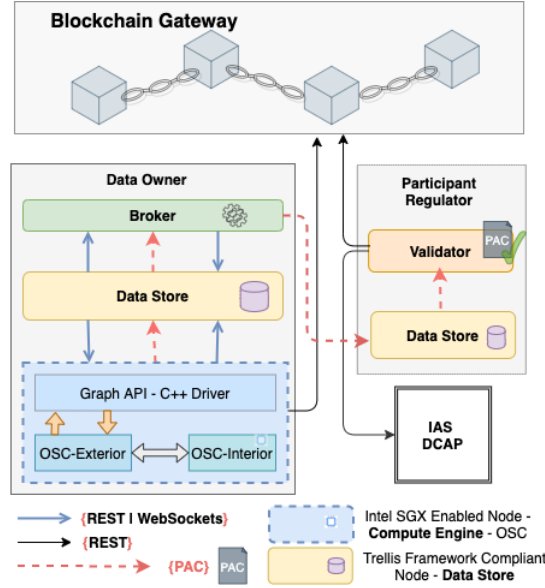 Blockchain Gateway
Data Owner
Broker
Data Store
Graph API - C++ Driver
OSC-Exterior
OSC-Interior
Participant
Regulator
Validator
PAC
Data Store
IAS
DCAP
{REST I WebSockets}
{REST}
{PAC}
PAC
Intel SGX Enabled Node -
Compute Engine - OSC
Trellis Framework Compliant
Node - Data Store